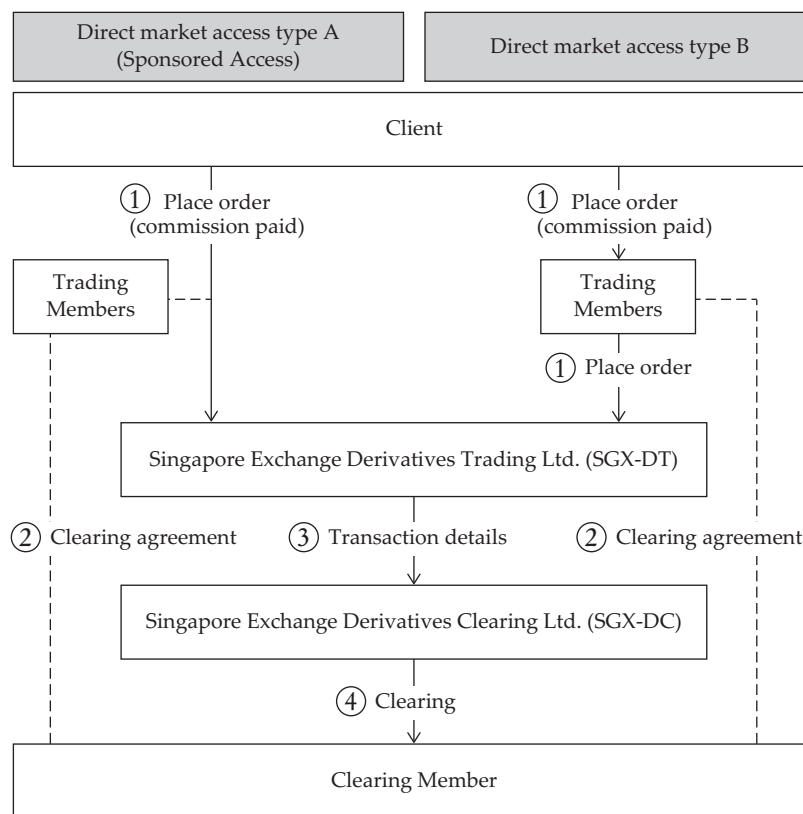 Direct market access type A
(Sponsored Access)
Direct market access type B
Client
① Place order
(commission paid)
① Place order
(commission paid)
Trading
Members
Trading
Members
① Place order
Singapore Exchange Derivatives Trading Ltd. (SGX-DT)
② Clearing agreement
③ Transaction details
② Clearing agreement
Singapore Exchange Derivatives Clearing Ltd. (SGX-DC)
④ Clearing
Clearing Member